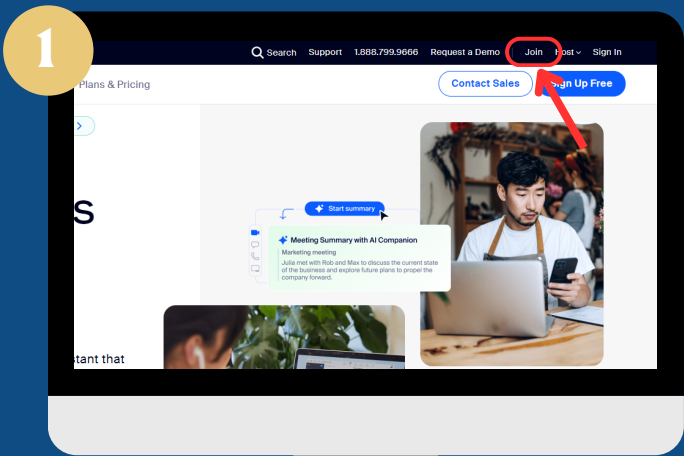 1
Search Support 1.888.799.9666 Request a Demo Join Host Sign In
Plans & Pricing
Contact Sales
Sign Up Free
S
Start summary
Meeting Summary with AI Companion
Marketing meeting
Julia met with Rob and Max to discuss the current state
of the business and explore future plans to propel the
company forward.
stant that